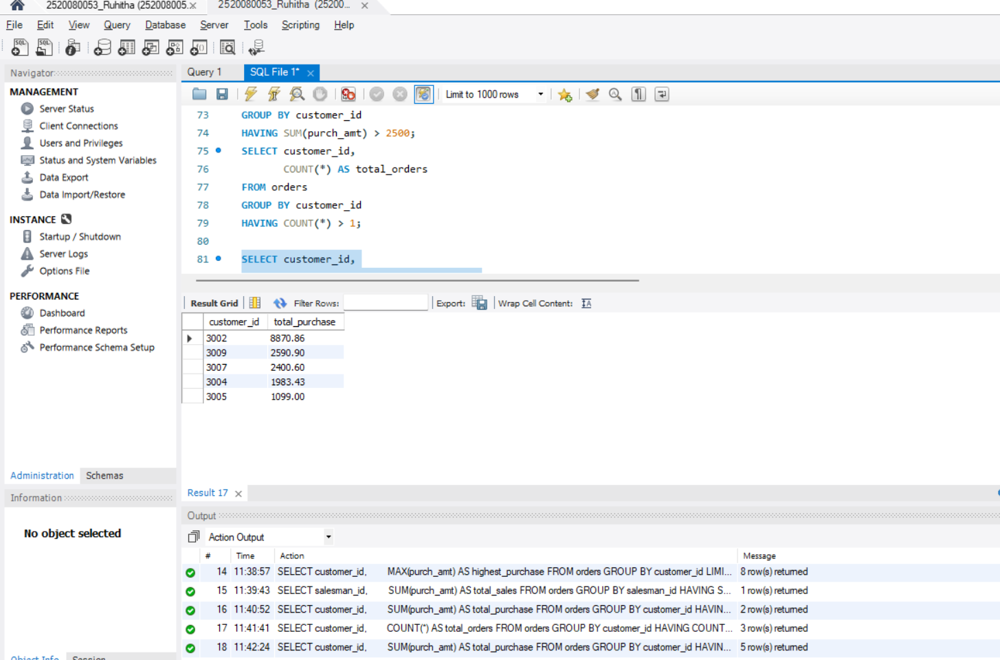 2520080053_Ruhitha (252008005... x
2520080053_Ruhitha (25200... x
File Edit View Query Database Server Tools Scripting Help
Navigator
MANAGEMENT
Server Status
Client Connections
Users and Privileges
Status and System Variables
Data Export
Data Import/Restore
INSTANCE
Startup / Shutdown
Server Logs
Options File
PERFORMANCE
Dashboard
Performance Reports
Performance Schema Setup
Administration Schemas
Information
No object selected
Object Info Session
Query 1 SQL File 1* x
Limit to 1000 rows
73 GROUP BY customer_id
74 HAVING SUM(purch_amt) > 2500;
75 SELECT customer_id,
76 COUNT(*) AS total_orders
77 FROM orders
78 GROUP BY customer_id
79 HAVING COUNT(*) > 1;
80
81 SELECT customer_id,
Result Grid Filter Rows: Export: Wrap Cell Content:
customer_id total_purchase
3002 8870.86
3009 2590.90
3007 2400.60
3004 1983.43
3005 1099.00
Result 17 x
Output
Action Output
# Time Action Message
14 11:38:57 SELECT customer_id, MAX(purch_amt) AS highest_purchase FROM orders GROUP BY customer_id LIMI... 8 row(s) returned
15 11:39:43 SELECT salesman_id, SUM(purch_amt) AS total_sales FROM orders GROUP BY salesman_id HAVING S... 1 row(s) returned
16 11:40:52 SELECT customer_id, SUM(purch_amt) AS total_purchase FROM orders GROUP BY customer_id HAVIN... 2 row(s) returned
17 11:41:41 SELECT customer_id, COUNT(*) AS total_orders FROM orders GROUP BY customer_id HAVING COUNT... 3 row(s) returned
18 11:42:24 SELECT customer_id, SUM(purch_amt) AS total_purchase FROM orders GROUP BY customer_id HAVIN... 5 row(s) returned